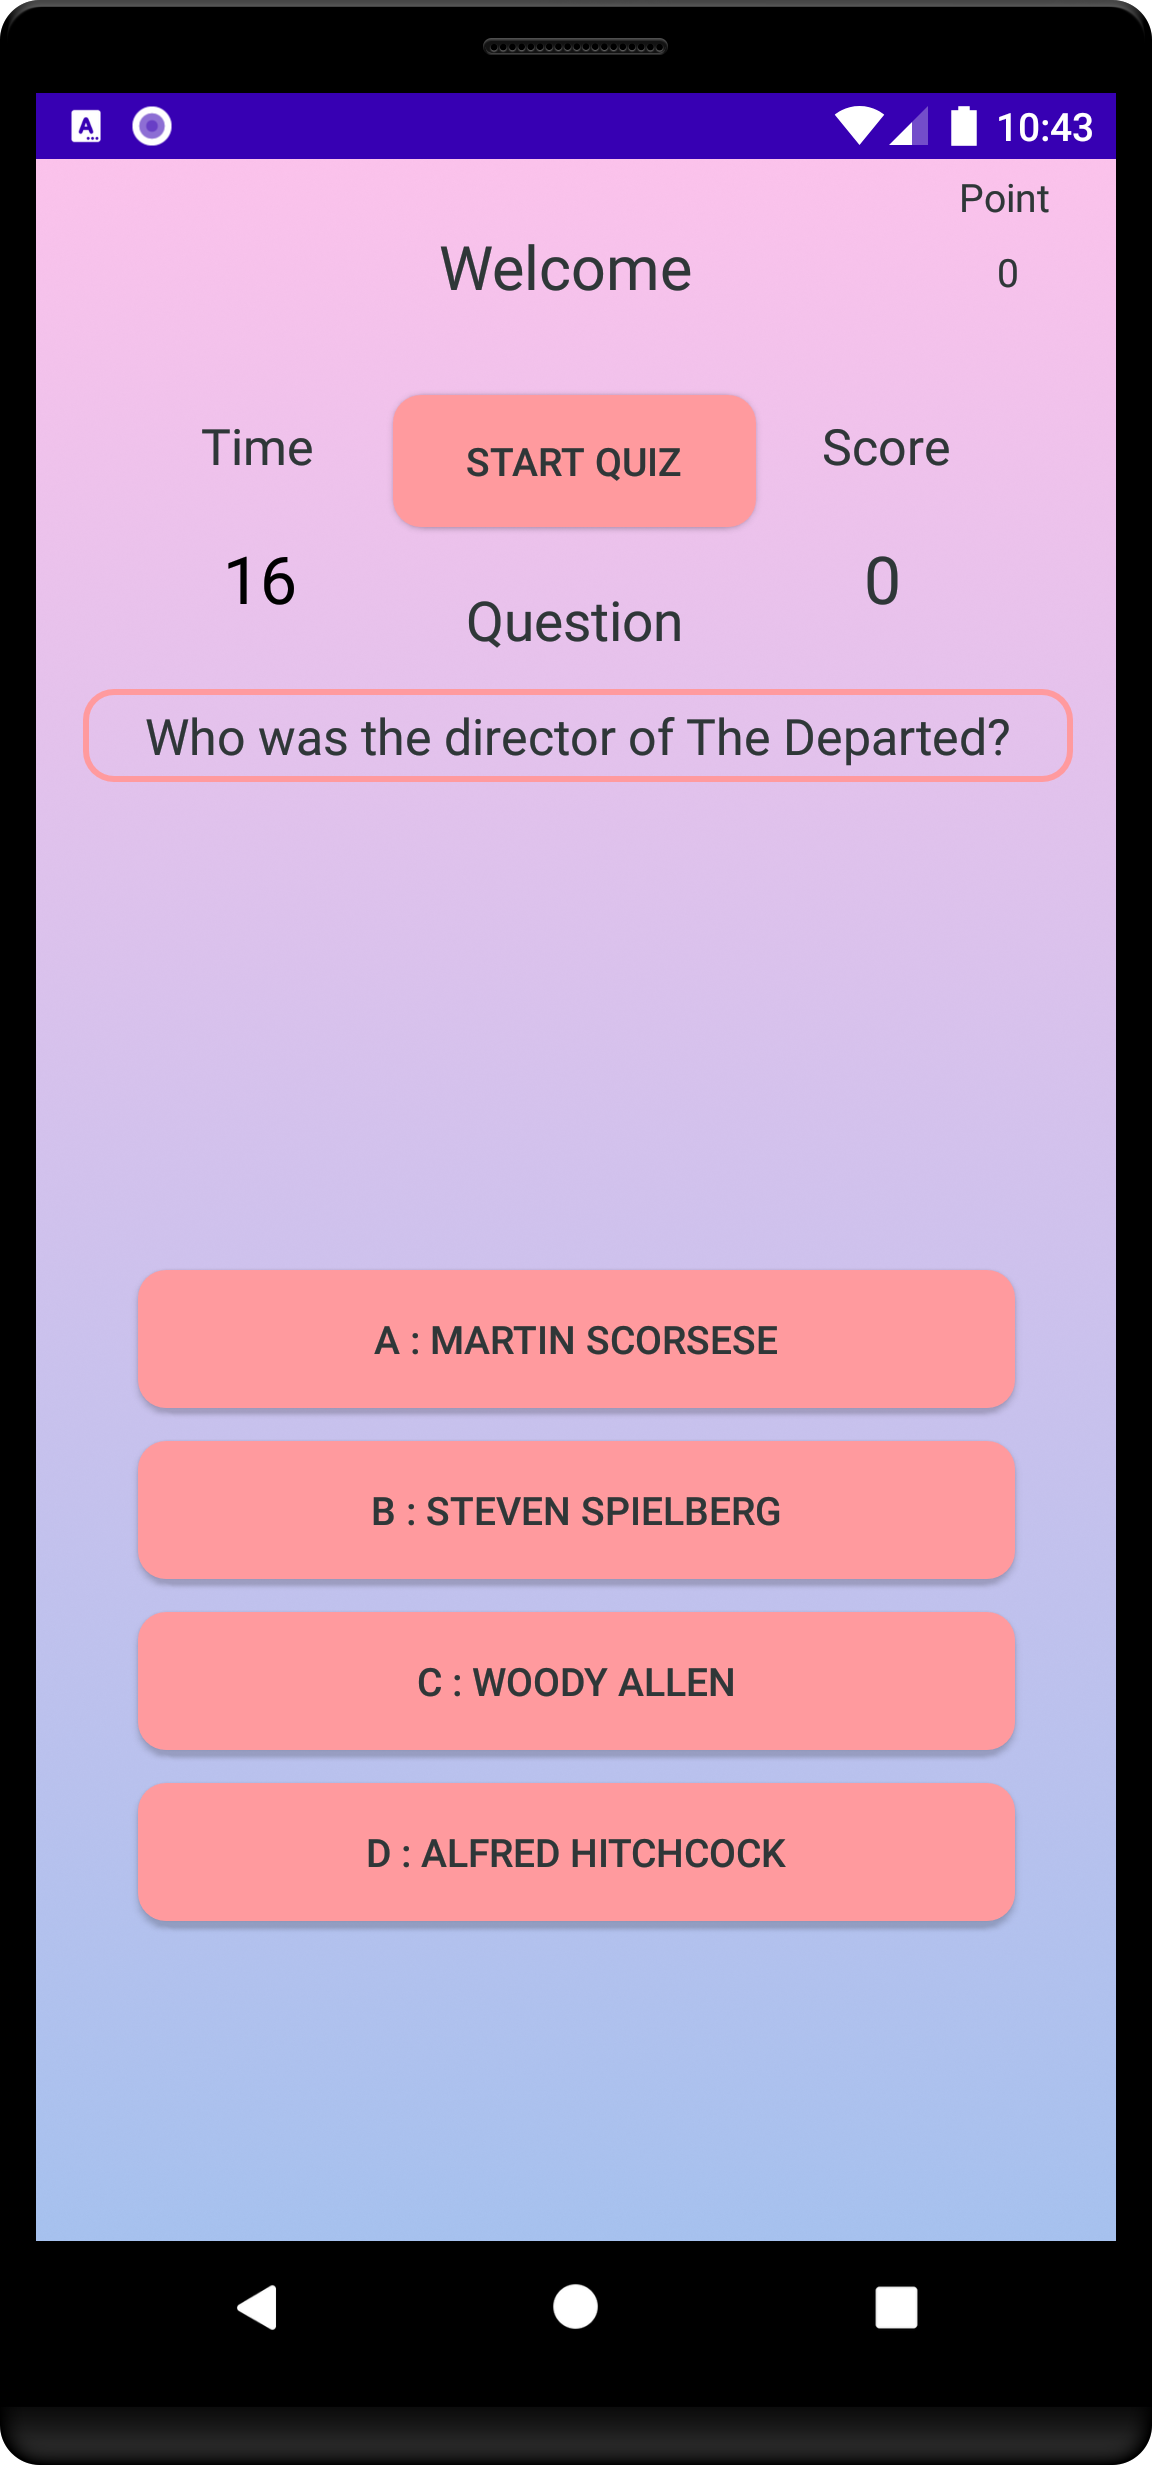 10:43
Point
Welcome
0
Time
START QUIZ
Score
16
0
Question
Who was the director of The Departed?
A : MARTIN SCORSESE
B : STEVEN SPIELBERG
C : WOODY ALLEN
D : ALFRED HITCHCOCK